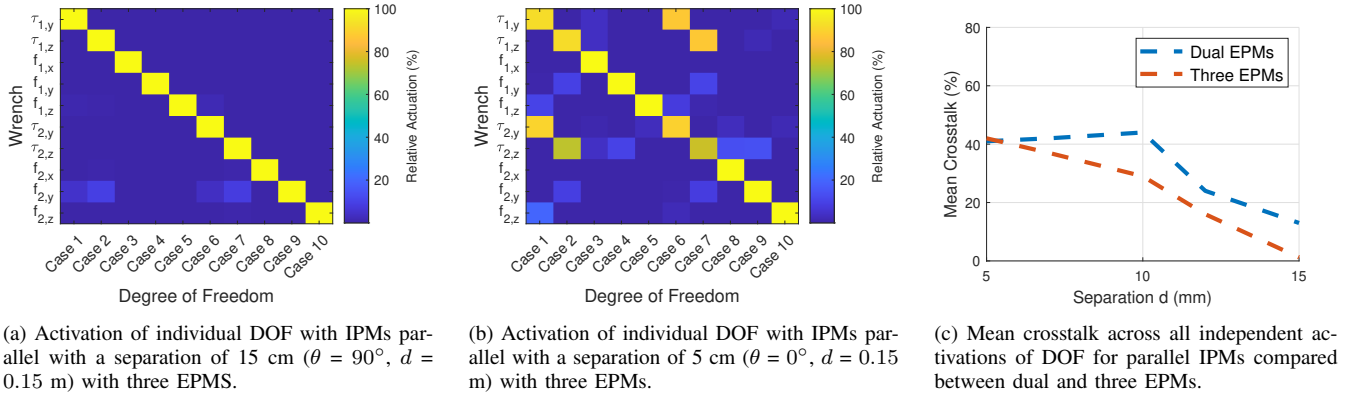 τ1,y
τ1,z
f1,x
f1,y
f1,z
τ2,y
τ2,z
f2,x
f2,y
f2,z
Wrench
Case 1
Case 2
Case 3
Case 4
Case 5
Case 6
Case 7
Case 8
Case 9
Case 10
Degree of Freedom
100
80
60
40
20
Relative Actuation (%)
τ1,y
τ1,z
f1,x
f1,y
f1,z
τ2,y
τ2,z
f2,x
f2,y
f2,z
Wrench
Case 1
Case 2
Case 3
Case 4
Case 5
Case 6
Case 7
Case 8
Case 9
Case 10
Degree of Freedom
100
80
60
40
20
Relative Actuation (%)
80
60
40
20
0
Mean Crosstalk (%)
Dual EPMs
Three EPMs
5
10
15
Separation d (mm)
(a) Activation of individual DOF with IPMs par-
allel with a separation of 15 cm (θ = 90°, d =
0.15 m) with three EPMS.
(b) Activation of individual DOF with IPMs par-
allel with a separation of 5 cm (θ = 0°, d = 0.15
m) with three EPMs.
(c) Mean crosstalk across all independent ac-
tivations of DOF for parallel IPMs compared
between dual and three EPMs.